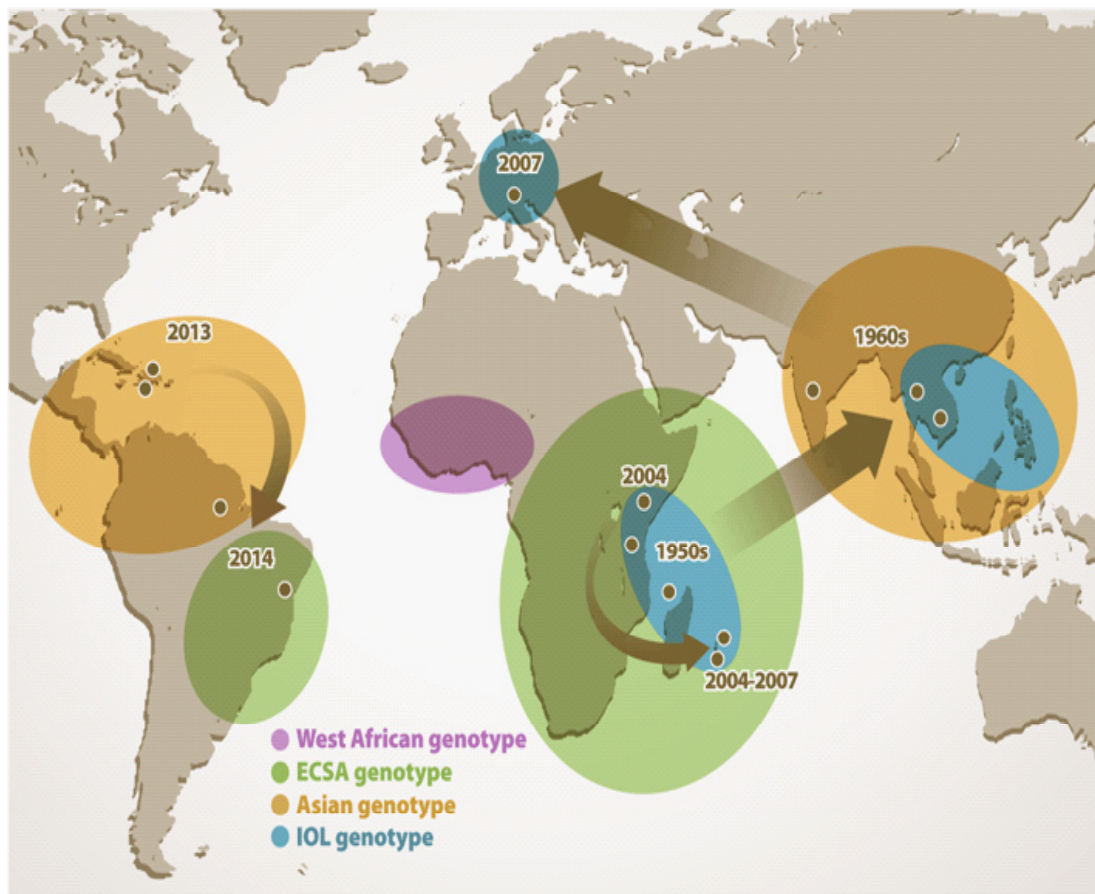 2007
2013
1960s
2004
1950s
2014
2004-2007
West African genotype
ECSA genotype
Asian genotype
IOL genotype